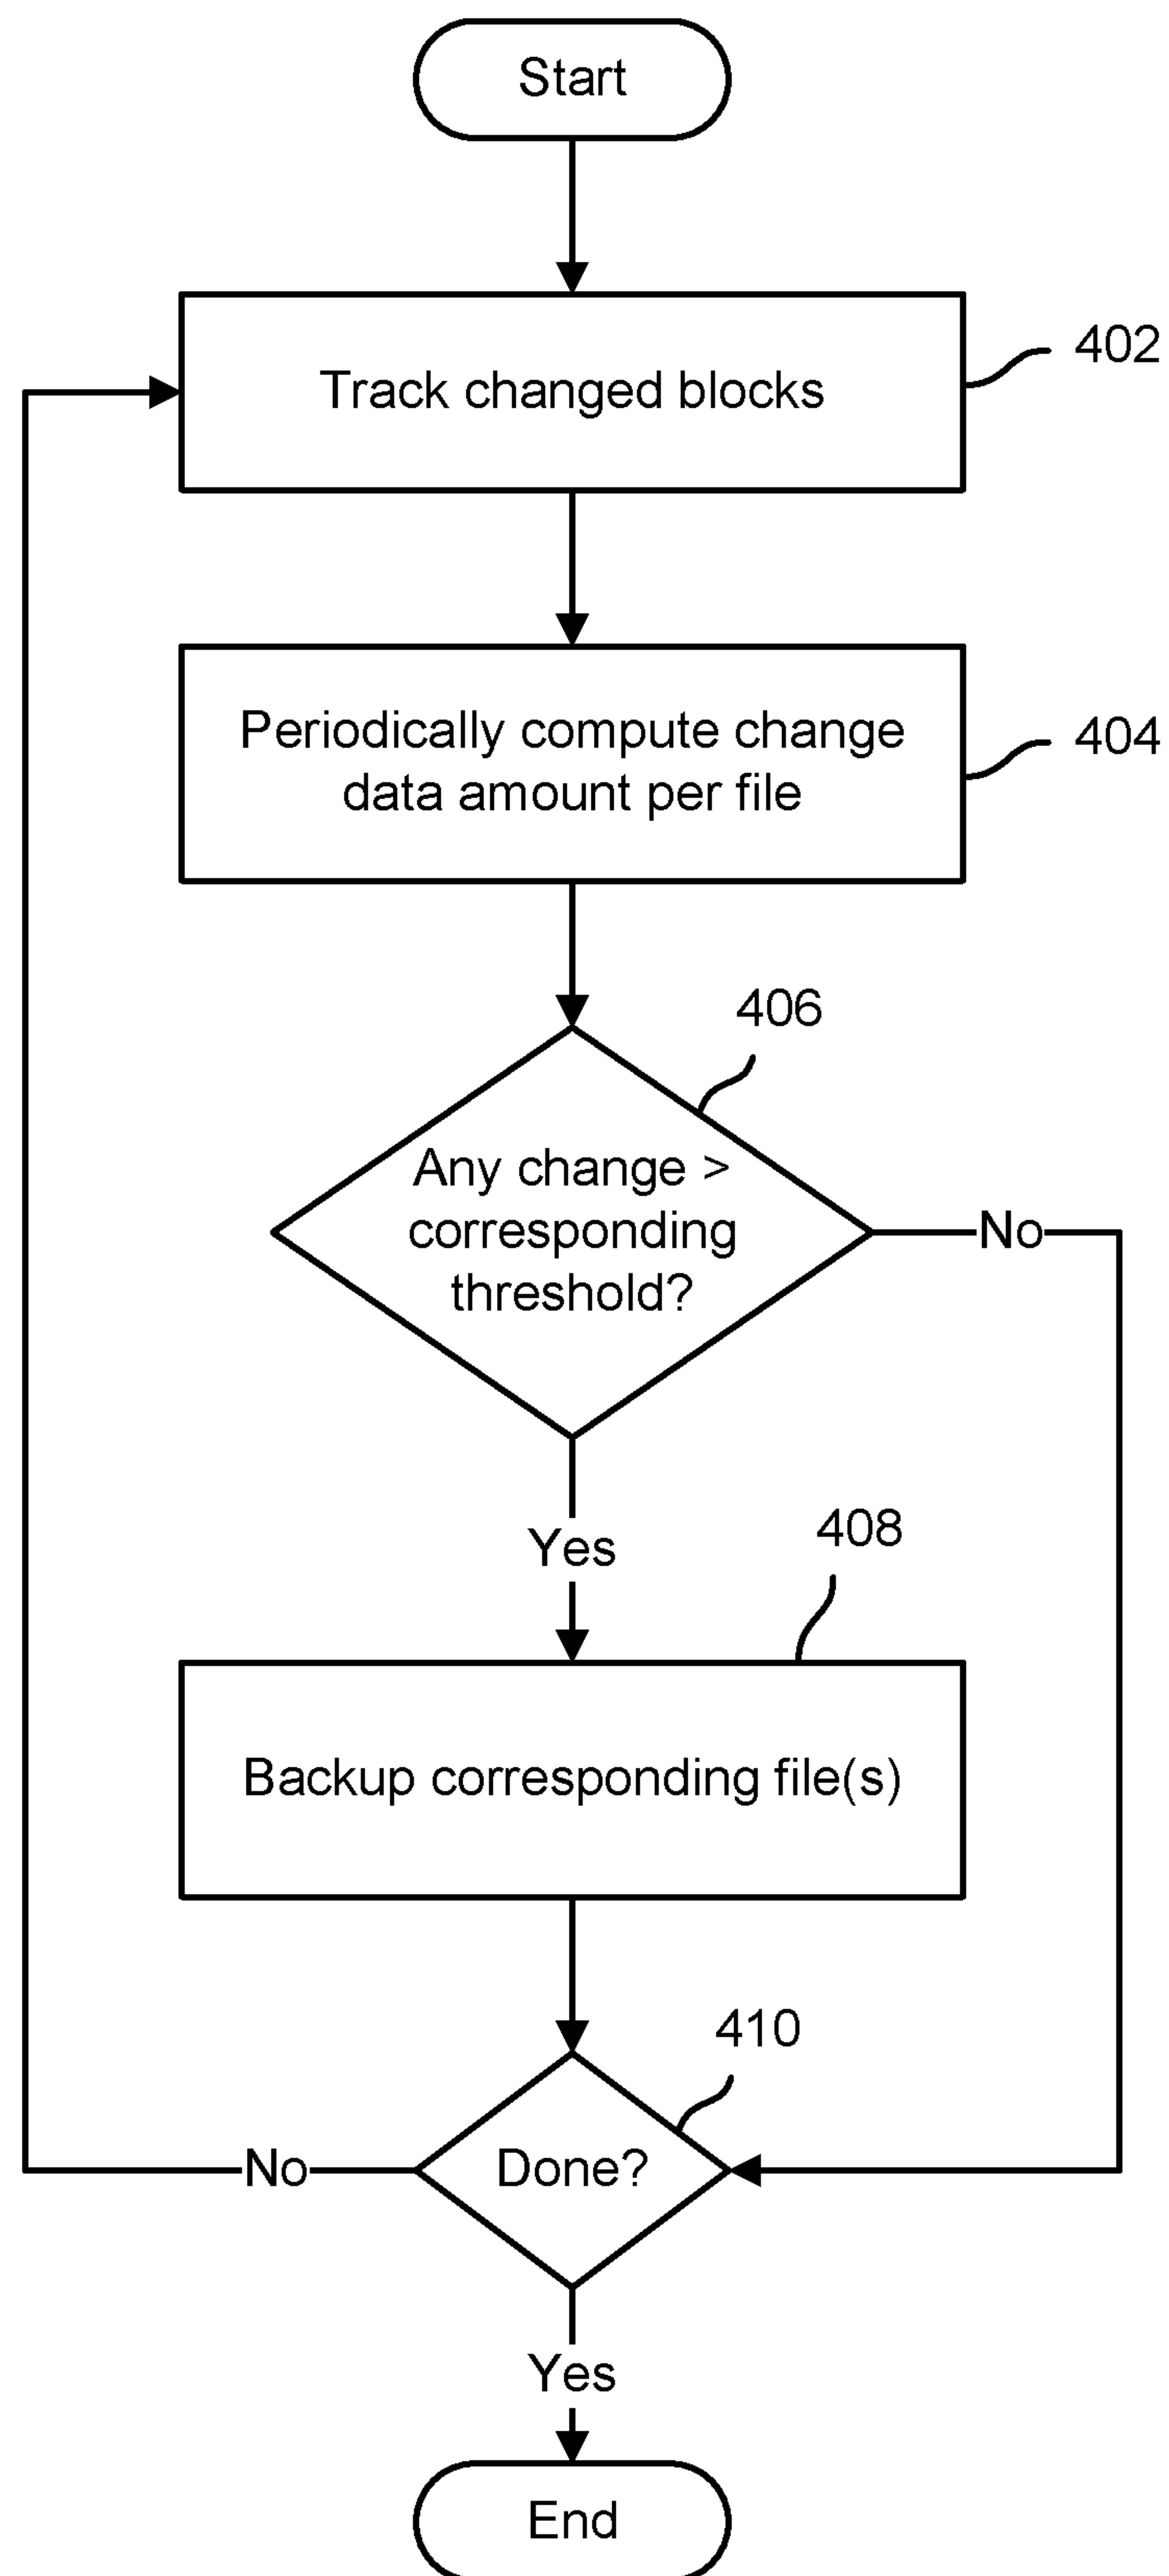 Start
Track changed blocks
402
Periodically compute change
data amount per file
404
406
Any change >
corresponding
threshold?
No
Yes
408
Backup corresponding file(s)
410
Done?
No
Yes
End